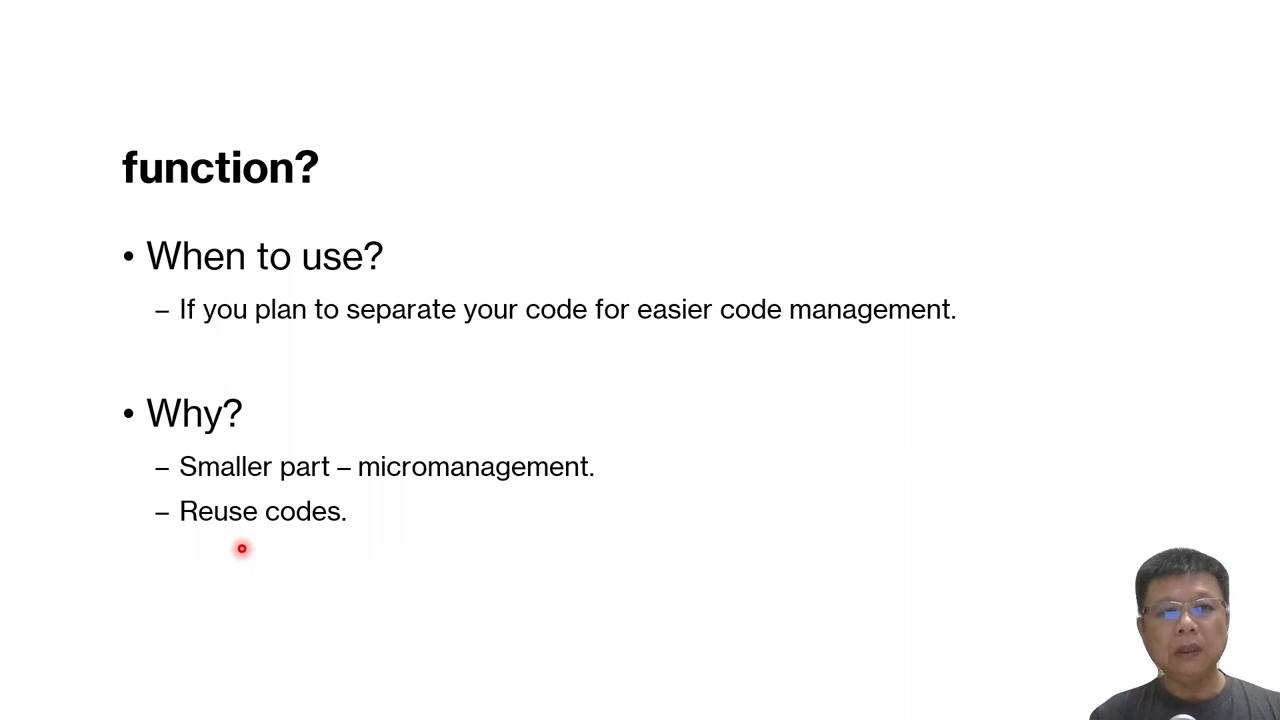 function?
• When to use?
– If you plan to separate your code for easier code management.
• Why?
– Smaller part – micromanagement.
– Reuse codes.